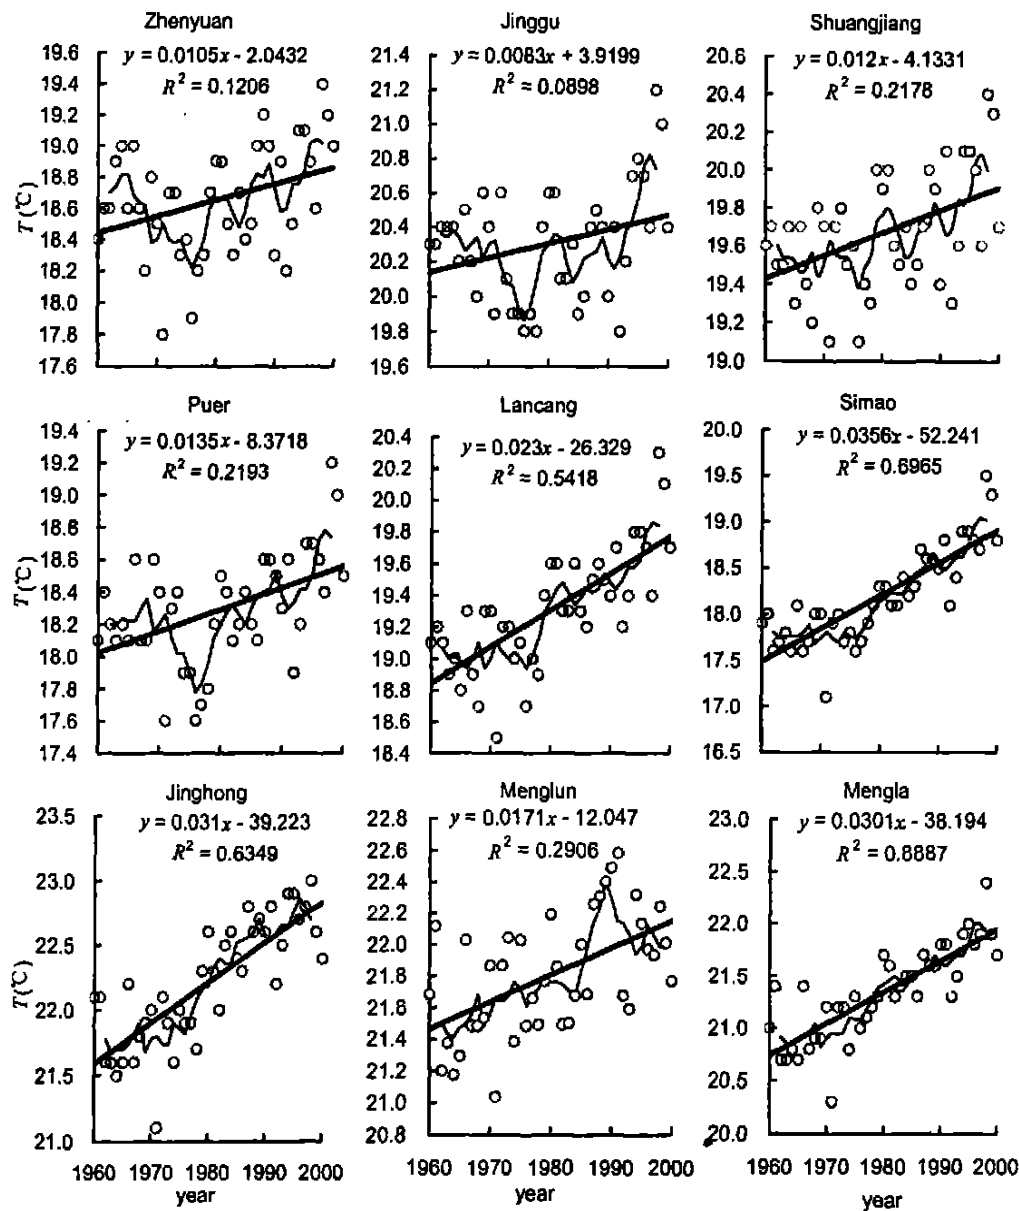 Zhenyuan
19.6
19.4
19.2
19.0
18.8
18.6
18.4
18.2
18.0
17.8
17.6
T(℃)
y = 0.0105x - 2.0432
R² = 0.1206
Jinggu
21.4
21.2
21.0
20.8
20.6
20.4
20.2
20.0
19.8
19.6
y = 0.0083x + 3.9199
R² = 0.0898
Shuangjiang
20.6
20.4
20.2
20.0
19.8
19.6
19.4
19.2
19.0
y = 0.012x - 4.1331
R² = 0.2178
Puer
19.4
19.2
19.0
18.8
18.6
18.4
18.2
18.0
17.8
17.6
17.4
T(℃)
y = 0.0135x - 8.3718
R² = 0.2193
Lancang
20.4
20.2
20.0
19.8
19.6
19.4
19.2
19.0
18.8
18.6
18.4
y = 0.023x - 26.329
R² = 0.5418
Simao
20.0
19.5
19.0
18.5
18.0
17.5
17.0
16.5
y = 0.0356x - 52.241
R² = 0.6965
Jinghong
23.5
23.0
22.5
22.0
21.5
21.0
T(℃)
y = 0.031x - 39.223
R² = 0.6349
1960 1970 1980 1990 2000
year
Menglun
22.8
22.6
22.4
22.2
22.0
21.8
21.6
21.4
21.2
21.0
20.8
y = 0.0171x - 12.047
R² = 0.2906
1960 1970 1980 1990 2000
year
Mengla
23.0
22.5
22.0
21.5
21.0
20.5
20.0
y = 0.0301x - 38.194
R² = 0.8887
1960 1970 1980 1990 2000
year